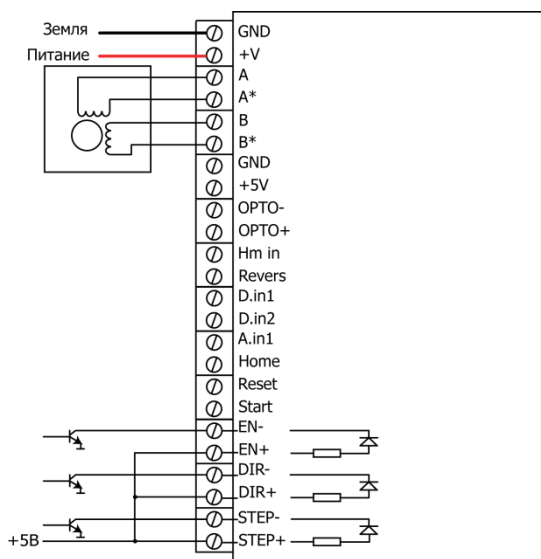 Земля GND
Питание +V
A
A*
B
B*
GND
+5V
OPTO-
OPTO+
Hm in
Revers
D.in1
D.in2
A.in1
Home
Reset
Start
EN-
EN+
DIR-
DIR+
STEP-
+5В STEP+